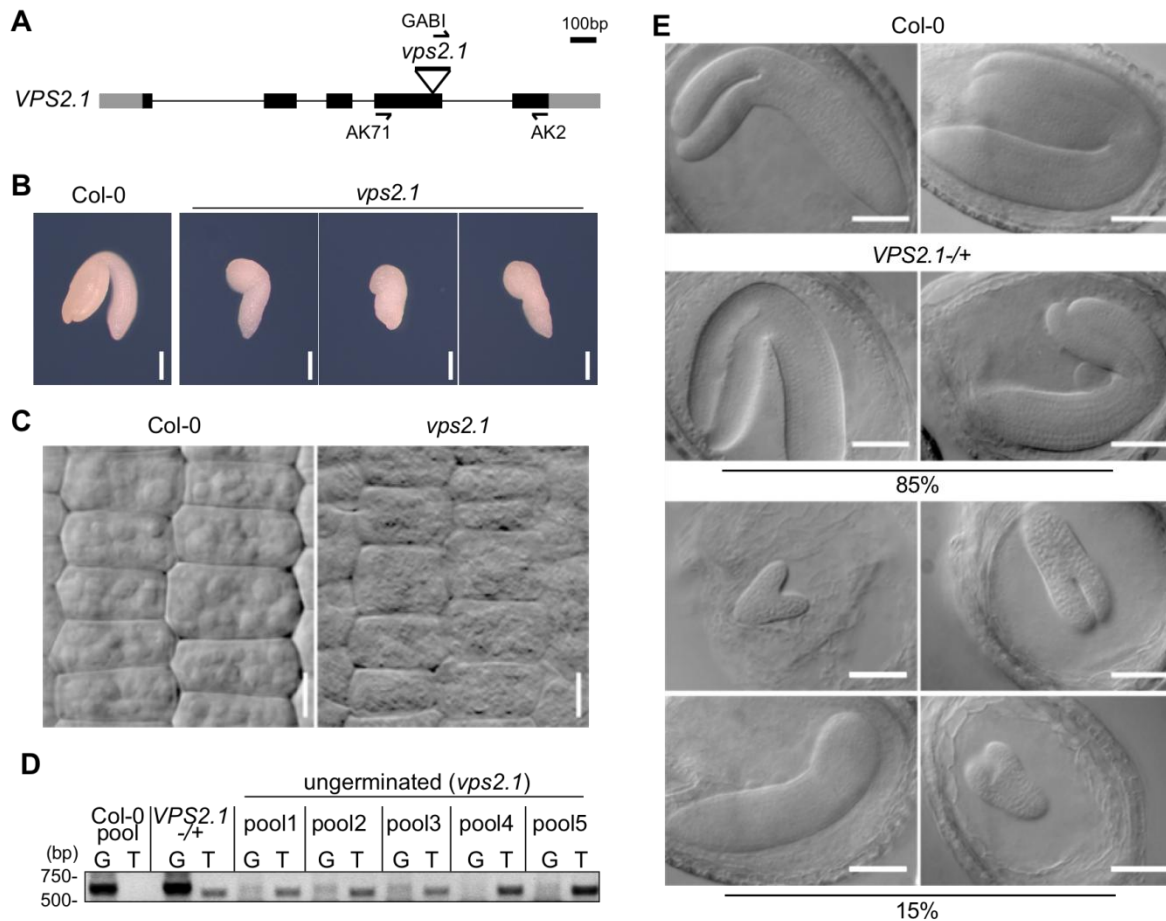 A
GABI
100bp
vps2.1
VPS2.1
AK71
AK2
B
Col-0
vps2.1
C
Col-0
vps2.1
D
ungerminated (vps2.1)
Col-0 pool
VPS2.1 -/+
pool1 pool2 pool3 pool4 pool5
(bp) G T G T G T G T G T G T G T
750-
500-
E
Col-0
VPS2.1-/+
85%
15%